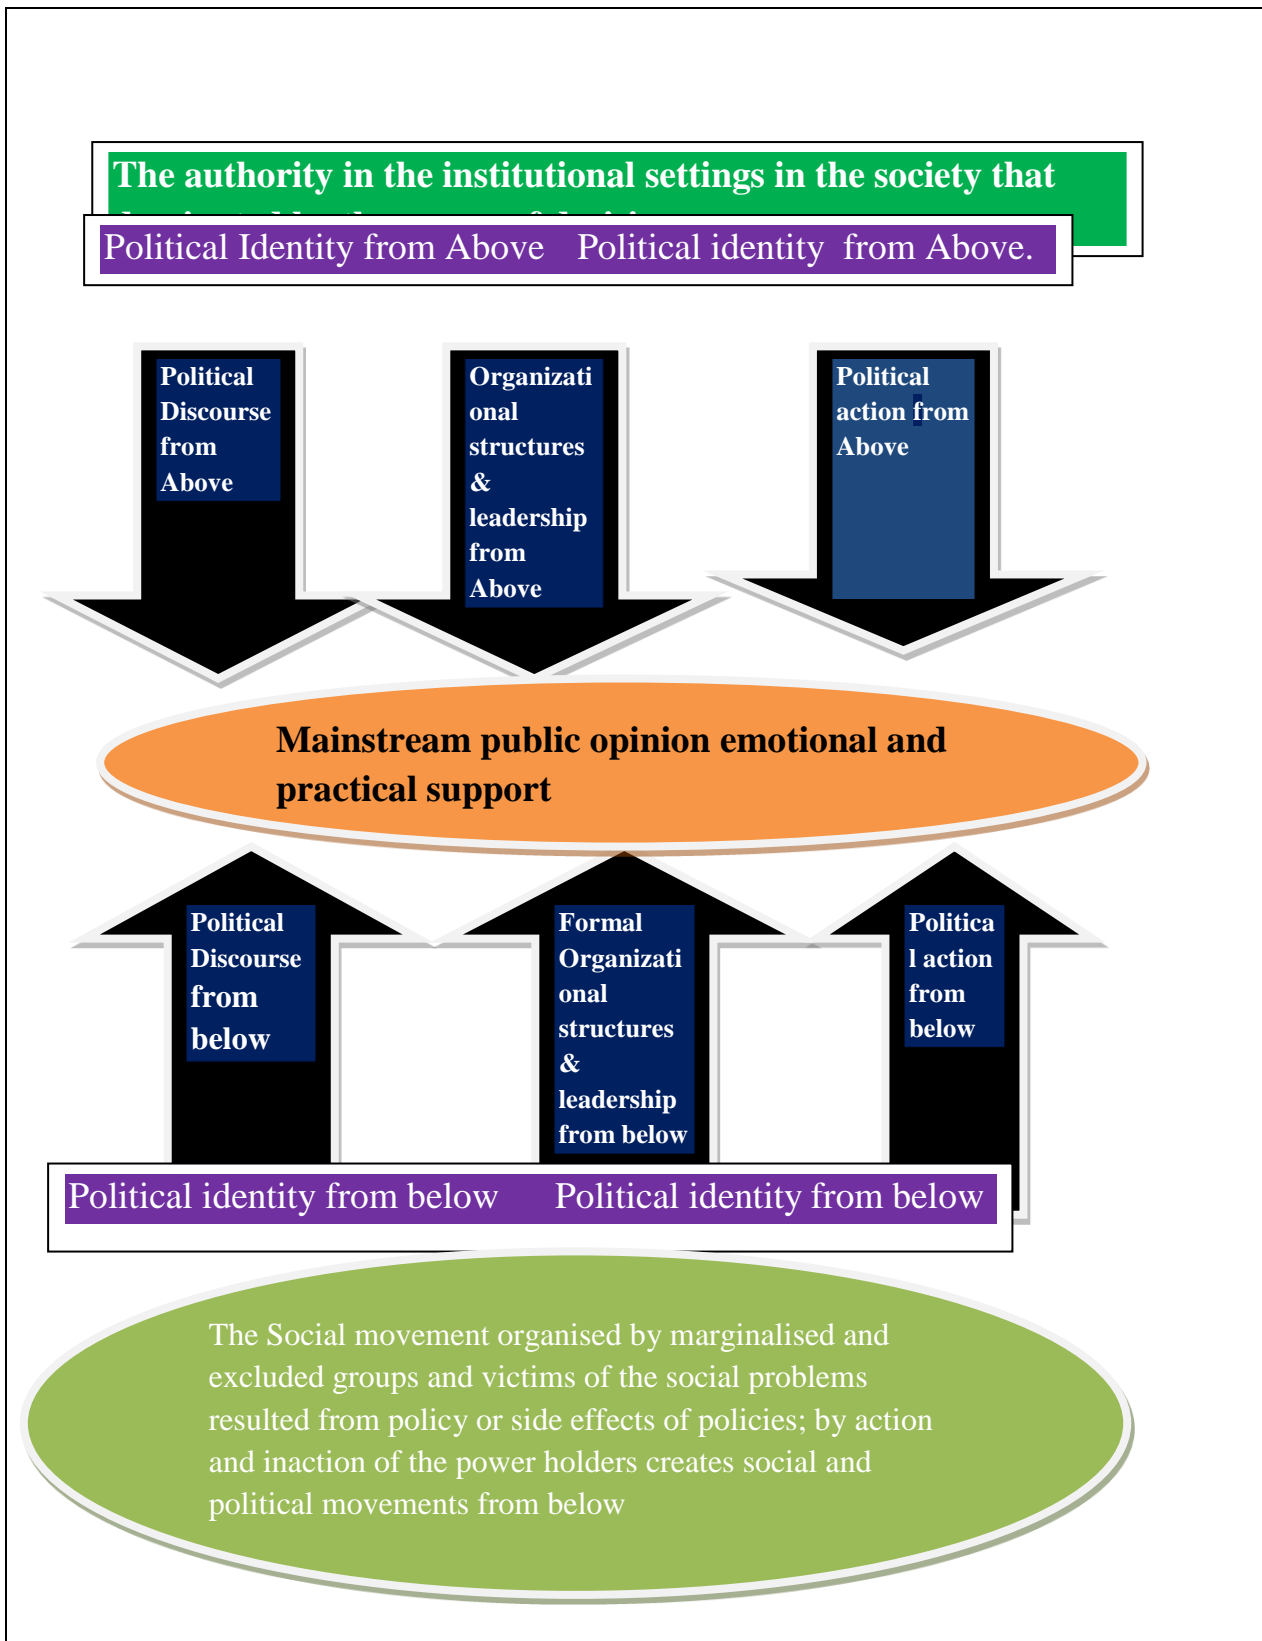 The authority in the institutional settings in the society that
Political Identity from Above Political identity from Above.
Political
Discourse
from
Above
Organizati
onal
structures
&
leadership
from
Above
Political
action from
Above
Mainstream public opinion emotional and
practical support
Political
Discourse
from
below
Formal
Organizati
onal
structures
&
leadership
from below
Politica
l action
from
below
Political identity from below Political identity from below
The Social movement organised by marginalised and
excluded groups and victims of the social problems
resulted from policy or side effects of policies; by action
and inaction of the power holders creates social and
political movements from below